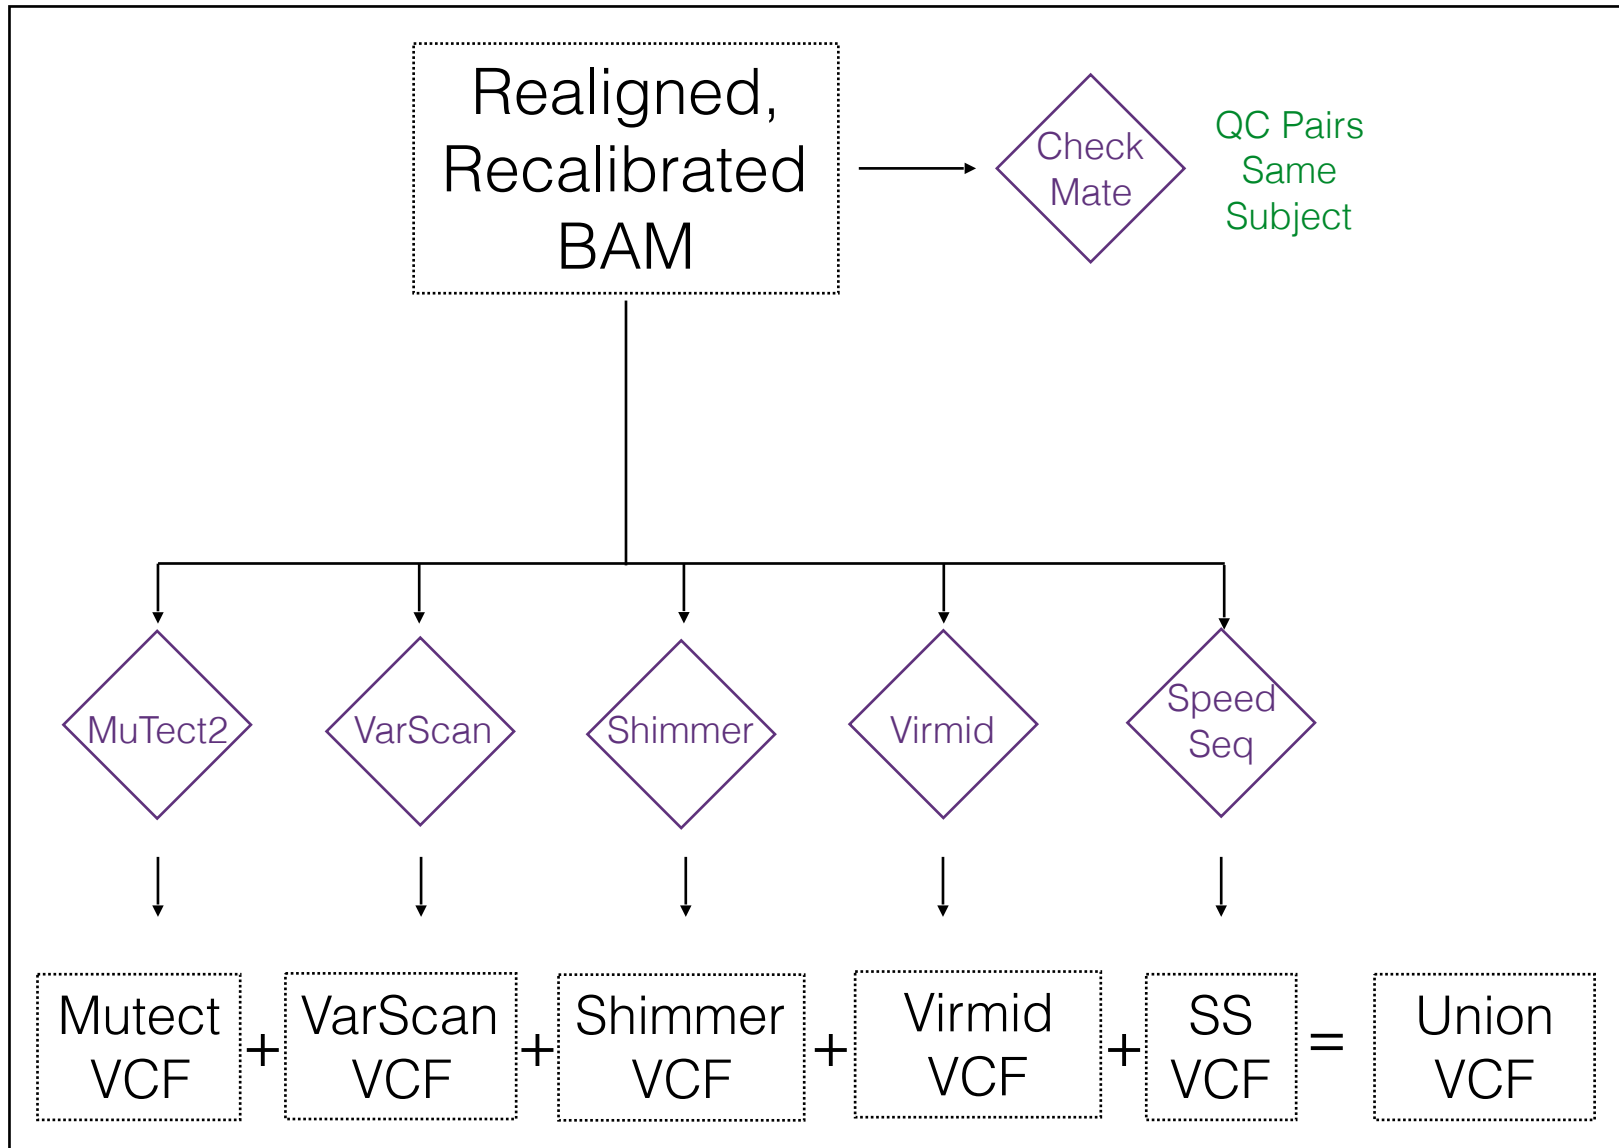 Realigned,
Recalibrated
BAM
Check
Mate
QC Pairs
Same
Subject
MuTect2
VarScan
Shimmer
Virmid
Speed
Seq
Mutect
VCF
+
VarScan
VCF
+
Shimmer
VCF
+
Virmid
VCF
+
SS
VCF
=
Union
VCF